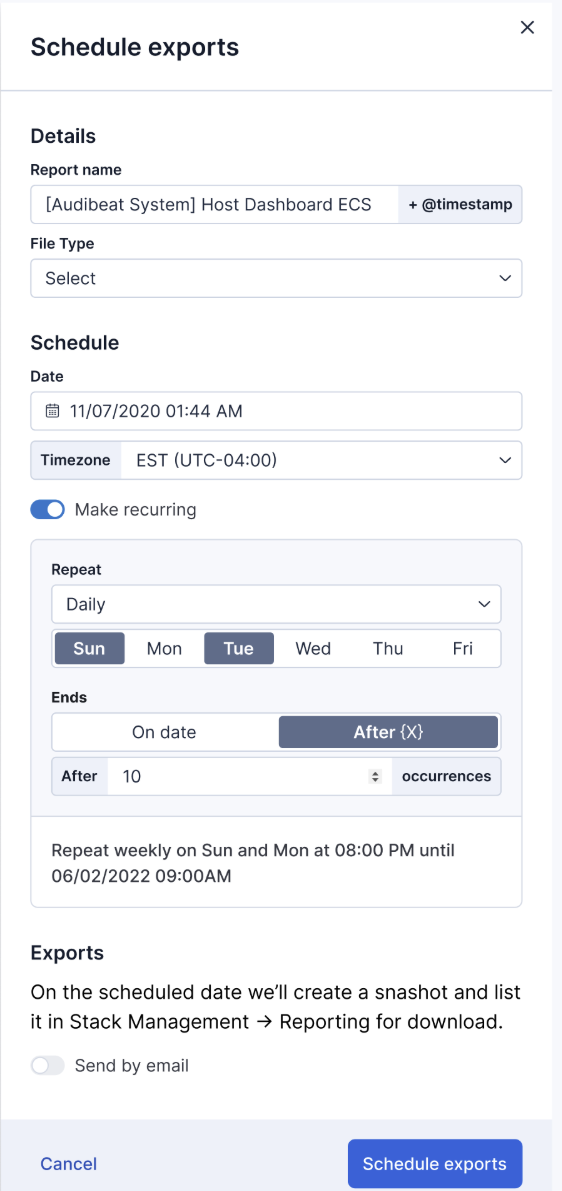 Schedule exports
Details
Report name
[Audibeat System] Host Dashboard ECS + @timestamp
File Type
Select
Schedule
Date
11/07/2020 01:44 AM
Timezone EST (UTC-04:00)
Make recurring
Repeat
Daily
Sun Mon Tue Wed Thu Fri
Ends
On date After {X}
After 10 occurrences
Repeat weekly on Sun and Mon at 08:00 PM until
06/02/2022 09:00AM
Exports
On the scheduled date we’ll create a snashot and list
it in Stack Management → Reporting for download.
Send by email
Cancel Schedule exports